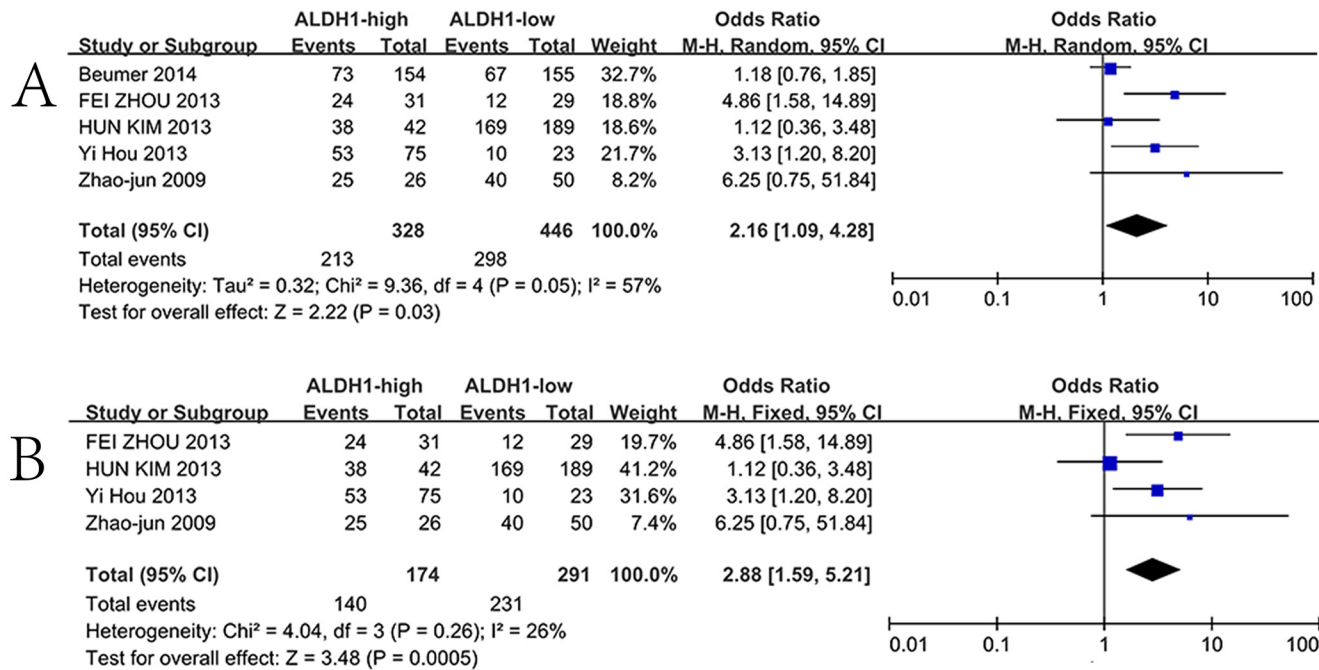 A
ALDH1-high ALDH1-low Odds Ratio Odds Ratio
Study or Subgroup Events Total Events Total Weight M-H, Random, 95% CI M-H, Random, 95% CI
Beumer 2014 73 154 67 155 32.7% 1.18 [0.76, 1.85]
FEI ZHOU 2013 24 31 12 29 18.8% 4.86 [1.58, 14.89]
HUN KIM 2013 38 42 169 189 18.6% 1.12 [0.36, 3.48]
Yi Hou 2013 53 75 10 23 21.7% 3.13 [1.20, 8.20]
Zhao-jun 2009 25 26 40 50 8.2% 6.25 [0.75, 51.84]
Total (95% CI) 328 446 100.0% 2.16 [1.09, 4.28]
Total events 213 298
Heterogeneity: Tau² = 0.32; Chi² = 9.36, df = 4 (P = 0.05); I² = 57%
Test for overall effect: Z = 2.22 (P = 0.03)
0.01 0.1 1 10 100
B
ALDH1-high ALDH1-low Odds Ratio Odds Ratio
Study or Subgroup Events Total Events Total Weight M-H, Fixed, 95% CI M-H, Fixed, 95% CI
FEI ZHOU 2013 24 31 12 29 19.7% 4.86 [1.58, 14.89]
HUN KIM 2013 38 42 169 189 41.2% 1.12 [0.36, 3.48]
Yi Hou 2013 53 75 10 23 31.6% 3.13 [1.20, 8.20]
Zhao-jun 2009 25 26 40 50 7.4% 6.25 [0.75, 51.84]
Total (95% CI) 174 291 100.0% 2.88 [1.59, 5.21]
Total events 140 231
Heterogeneity: Chi² = 4.04, df = 3 (P = 0.26); I² = 26%
Test for overall effect: Z = 3.48 (P = 0.0005)
0.01 0.1 1 10 100